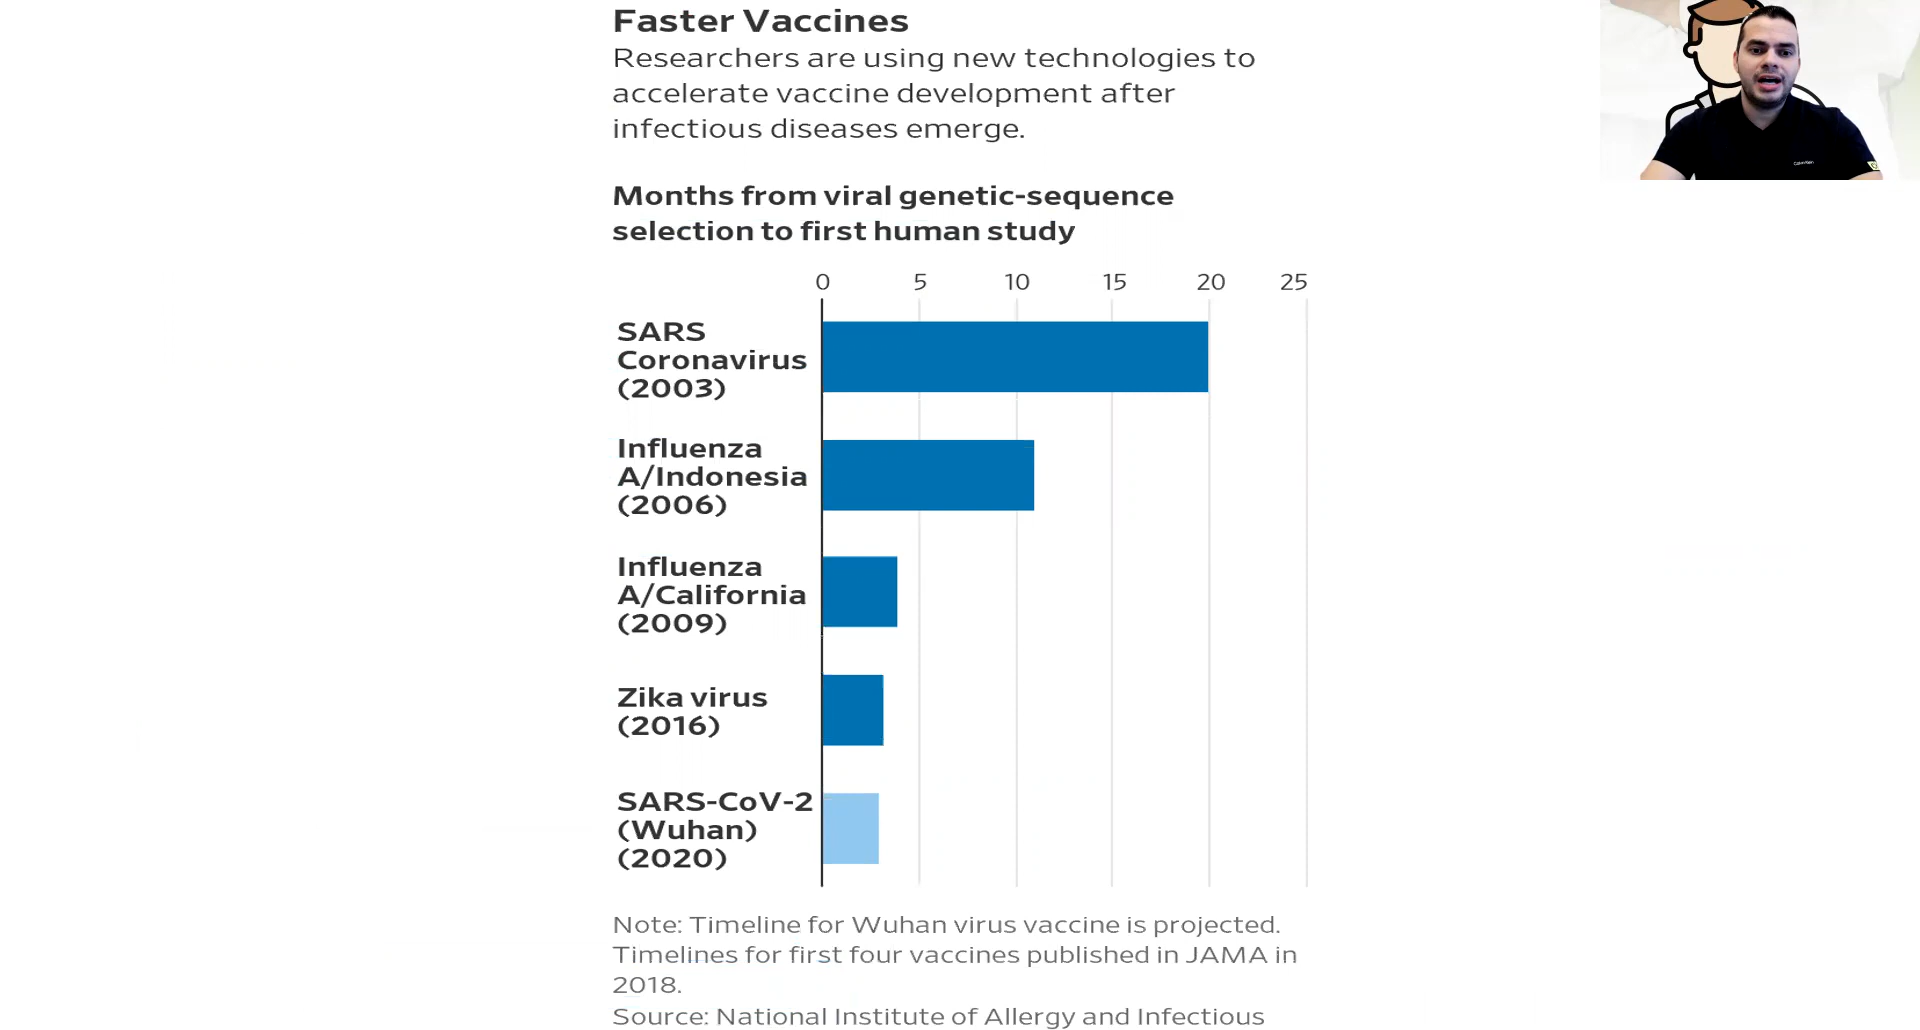 Faster Vaccines
Researchers are using new technologies to
accelerate vaccine development after
infectious diseases emerge.
Months from viral genetic-sequence
selection to first human study
0 5 10 15 20 25
SARS
Coronavirus
(2003)
Influenza
A/Indonesia
(2006)
Influenza
A/California
(2009)
Zika virus
(2016)
SARS-CoV-2
(Wuhan)
(2020)
Note: Timeline for Wuhan virus vaccine is projected.
Timelines for first four vaccines published in JAMA in
2018.
Source: National Institute of Allergy and Infectious